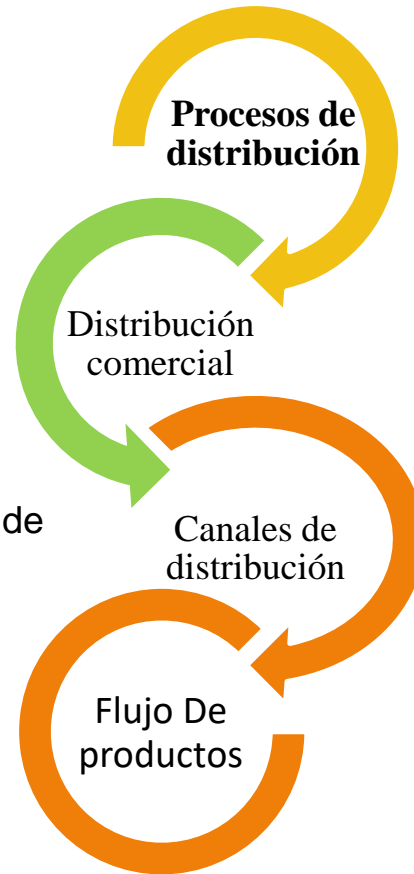 Procesos de
distribución
Distribución
comercial
de
Canales de
distribución
Flujo De
productos